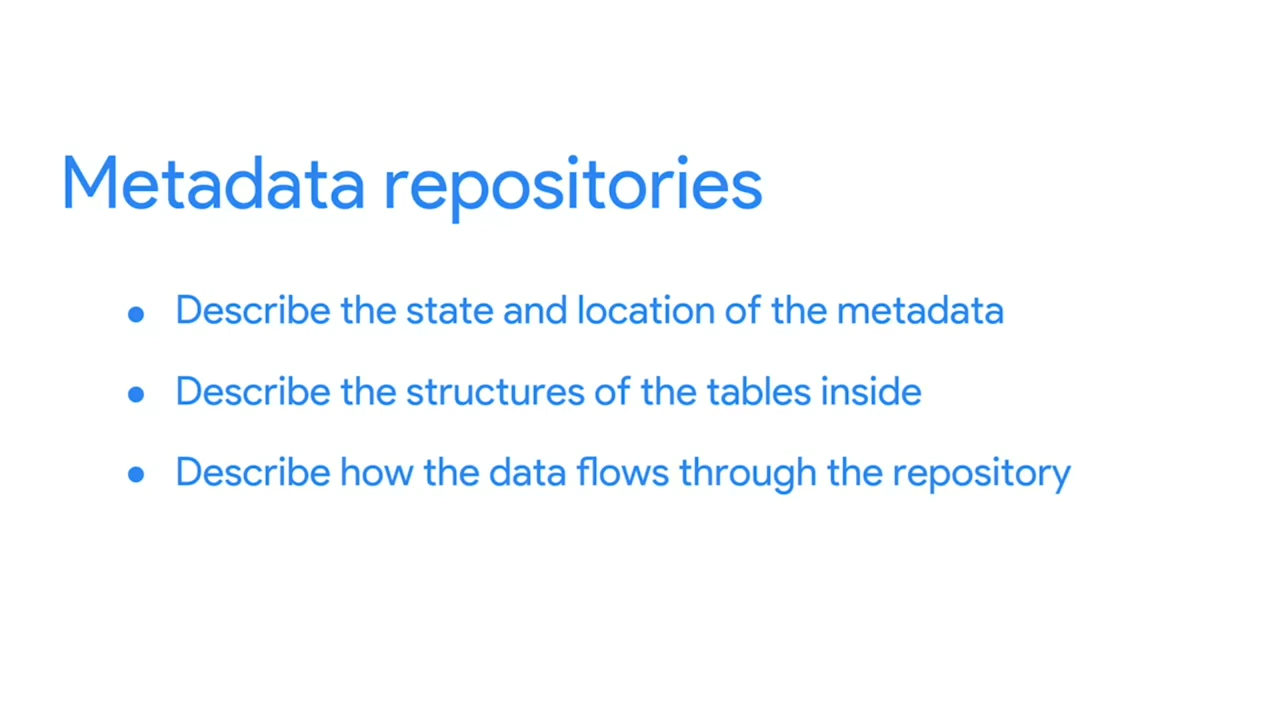 Metadata repositories
● Describe the state and location of the metadata
● Describe the structures of the tables inside
● Describe how the data flows through the repository